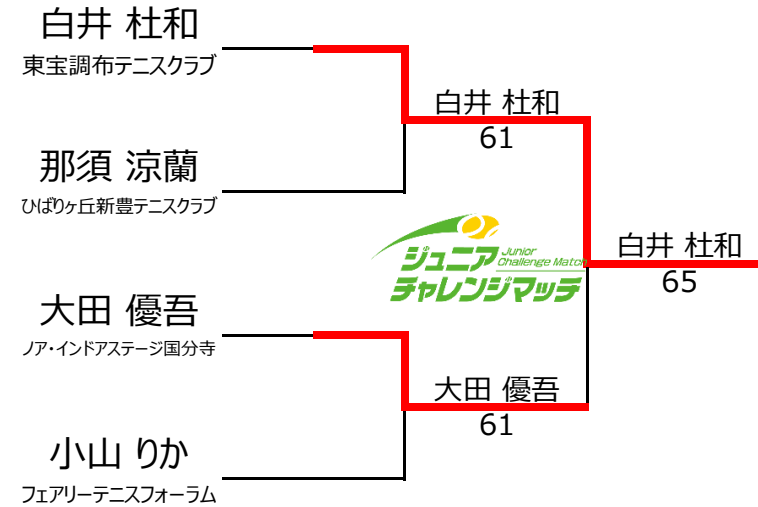 白井 杜和
東宝調布テニスクラブ
白井 杜和
61
那須 涼蘭
ひばりヶ丘新豊テニスクラブ
ジュニア Junior Challenge Match
チャレンジマッチ
白井 杜和
65
大田 優吾
ノア・インドアステージ国分寺
大田 優吾
61
小山 りか
フェアリーテニスフォーラム